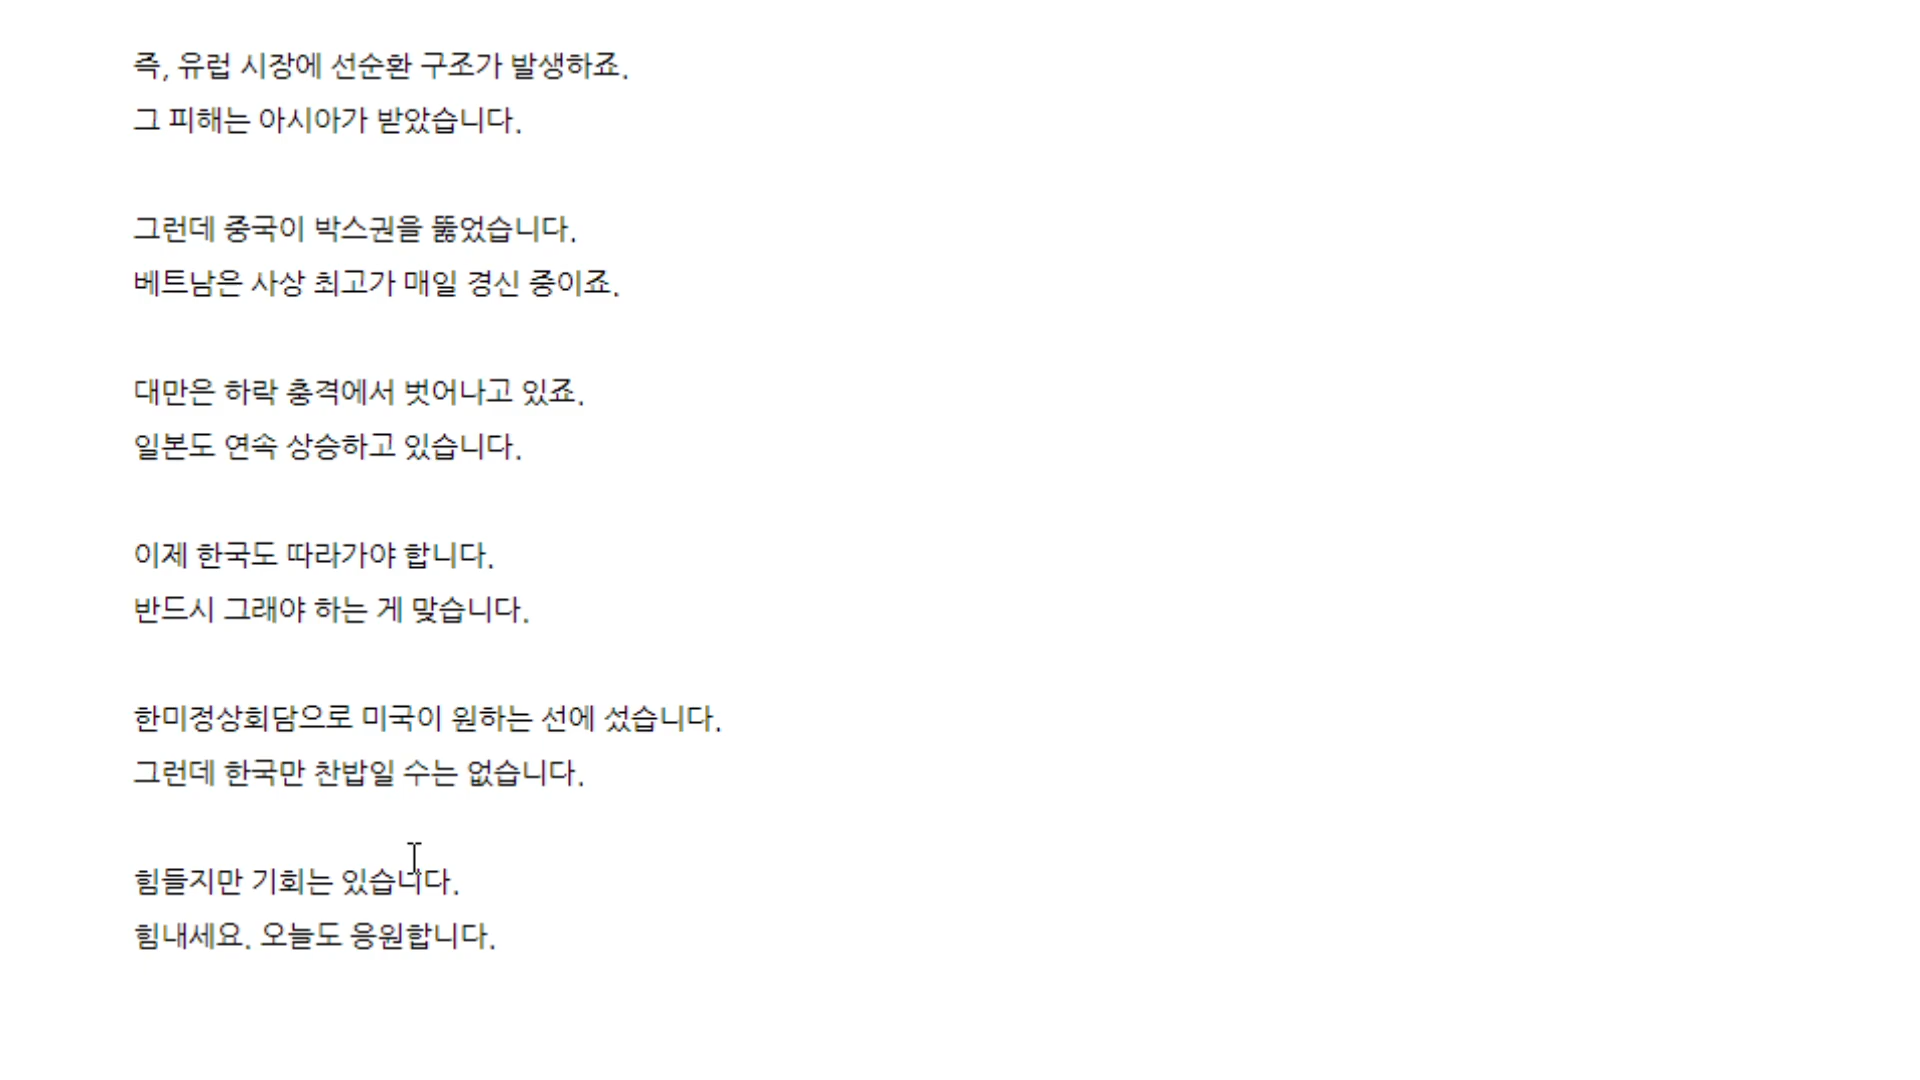 즉, 유럽 시장에 선순환 구조가 발생하죠.
그 피해는 아시아가 받았습니다.
그런데 중국이 박스권을 뚫었습니다.
베트남은 사상 최고가 매일 경신 중이죠.
대만은 하락 충격에서 벗어나고 있죠.
일본도 연속 상승하고 있습니다.
이제 한국도 따라가야 합니다.
반드시 그래야 하는 게 맞습니다.
한미정상회담으로 미국이 원하는 선에 섰습니다.
그런데 한국만 찬밥일 수는 없습니다.
힘들지만 기회는 있습니다.
힘내세요. 오늘도 응원합니다.